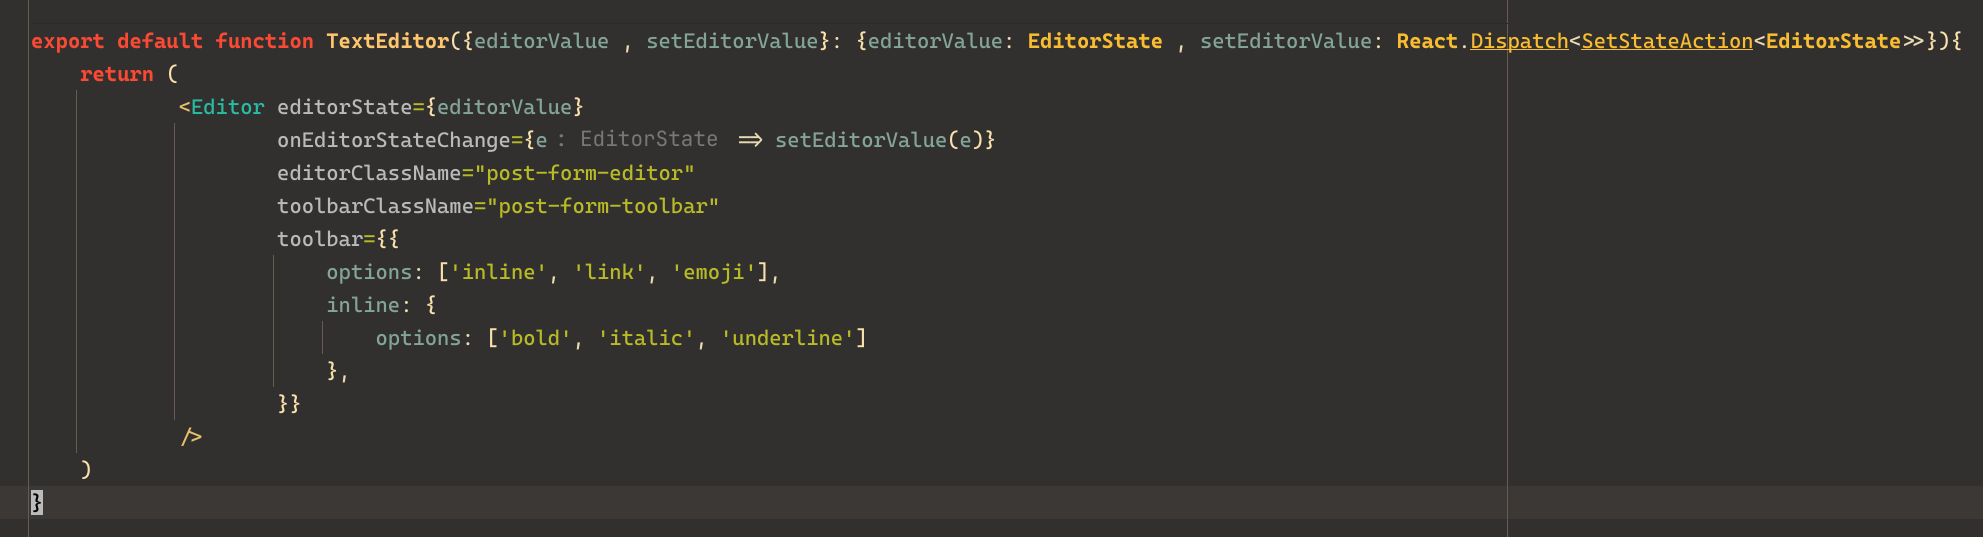 export default function TextEditor({editorValue , setEditorValue}: {editorValue: EditorState , setEditorValue: React.Dispatch<SetStateAction<EditorState>>}){
    return (
            <Editor editorState={editorValue}
                    onEditorStateChange={e : EditorState => setEditorValue(e)}
                    editorClassName="post-form-editor"
                    toolbarClassName="post-form-toolbar"
                    toolbar={{
                        options: ['inline', 'link', 'emoji'],
                        inline: {
                            options: ['bold', 'italic', 'underline']
                        },
                    }}
            />
    )
}